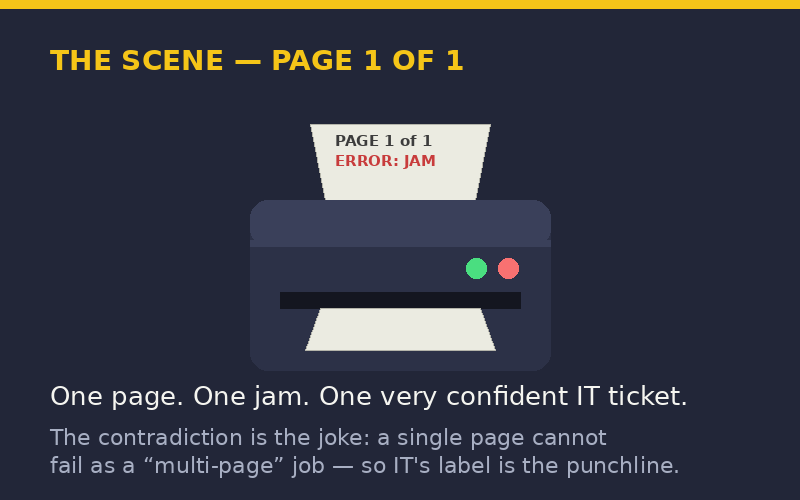 THE SCENE — PAGE 1 OF 1
PAGE 1 of 1
ERROR: JAM
One page. One jam. One very confident IT ticket.
The contradiction is the joke: a single page cannot
fail as a “multi-page” job — so IT's label is the punchline.